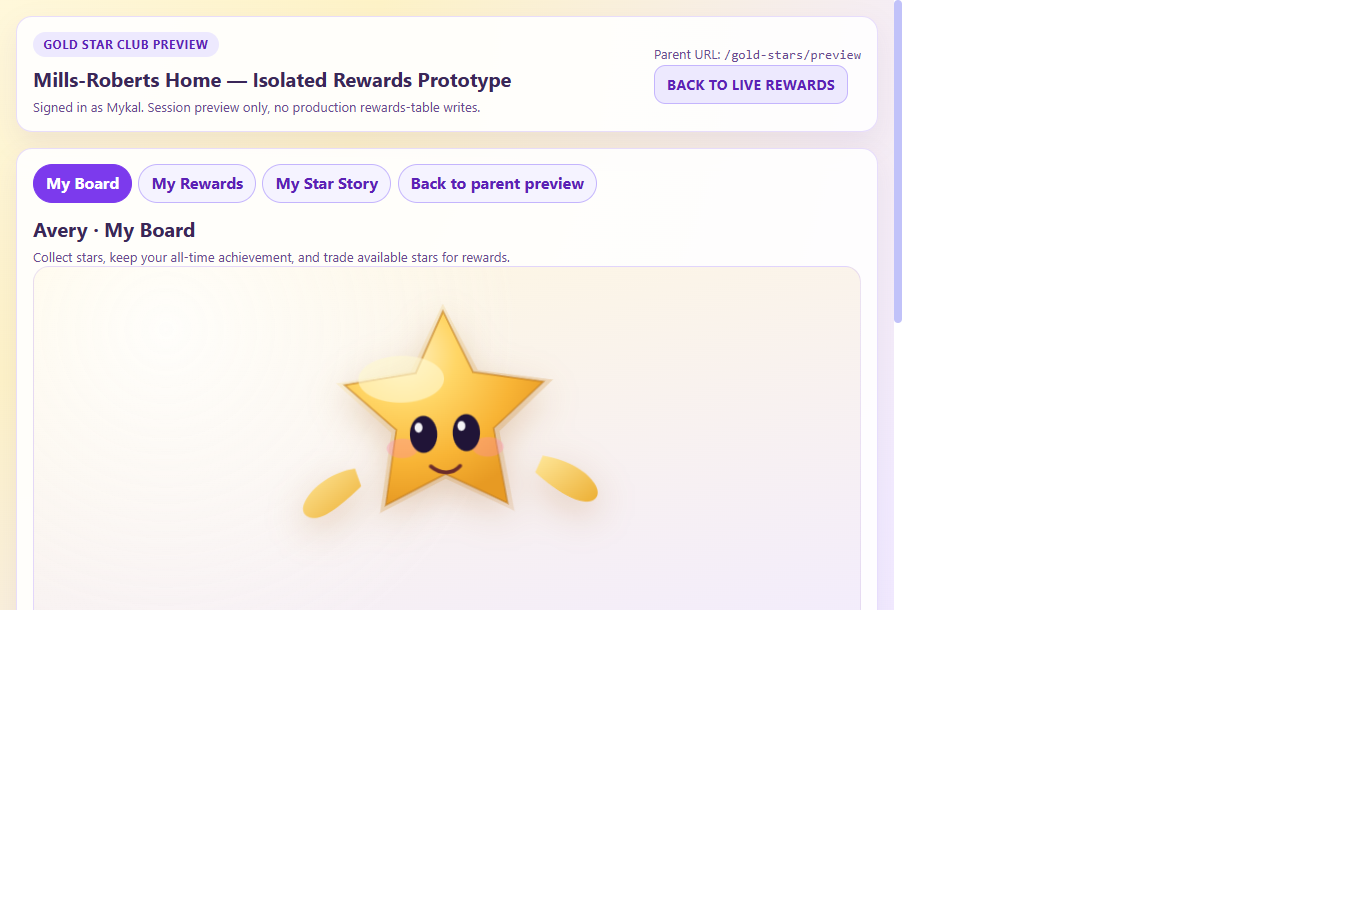 GOLD STAR CLUB PREVIEW
Mills-Roberts Home — Isolated Rewards Prototype
Signed in as Mykal. Session preview only, no production rewards-table writes.
Parent URL: /gold-stars/preview
BACK TO LIVE REWARDS
My Board
My Rewards
My Star Story
Back to parent preview
Avery · My Board
Collect stars, keep your all-time achievement, and trade available stars for rewards.